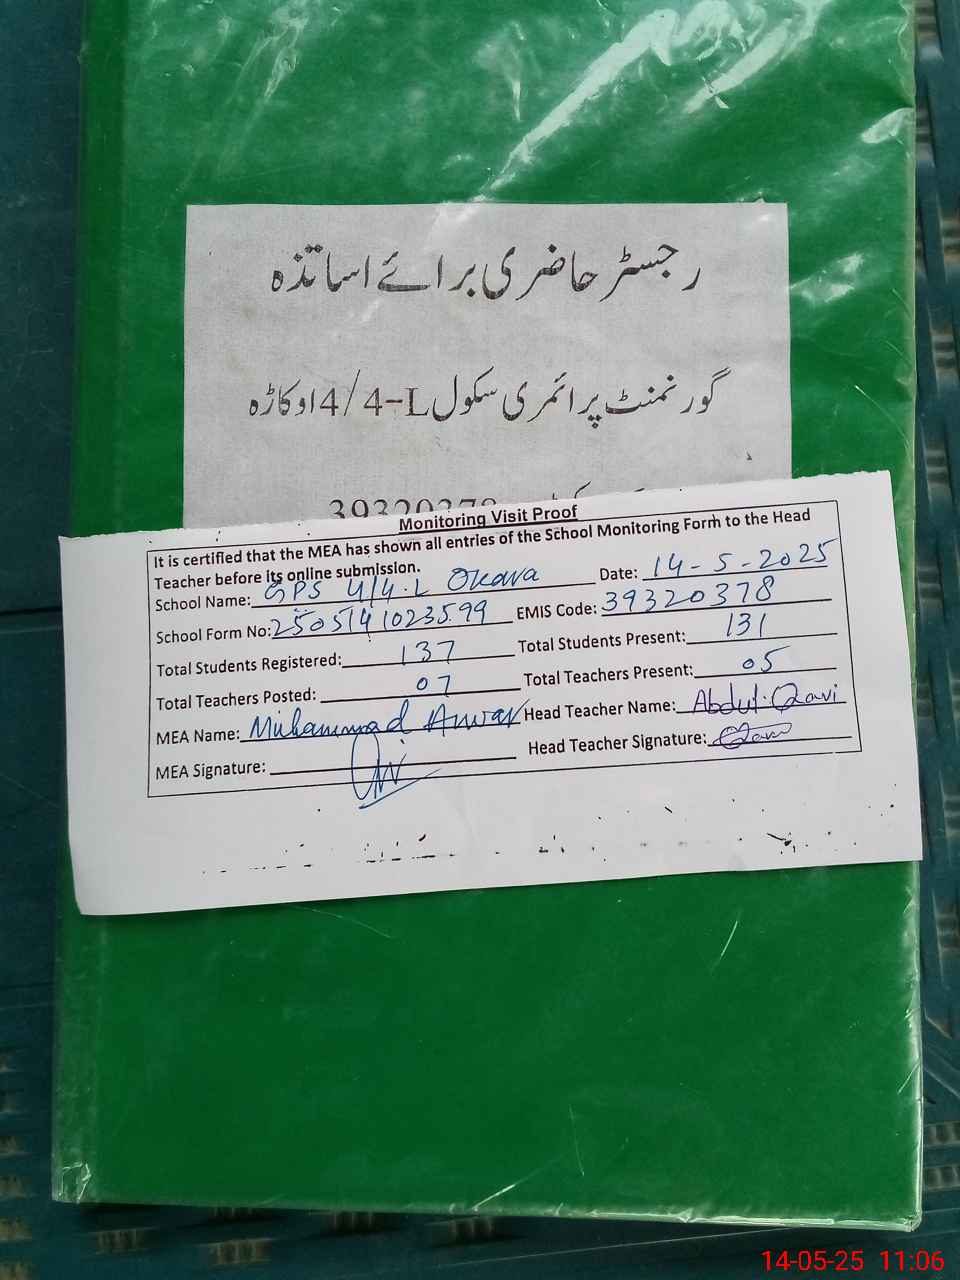 رجسٹر حاضری برائے اساتذہ
گورنمنٹ پرائمری سکول 4/4-L اوکاڑہ
39320378
Monitoring Visit Proof
It is certified that the MEA has shown all entries of the School Monitoring Form to the Head
Teacher before its online submission.
School Name: GPS 4/4.L Okara Date: 14-5-2025
School Form No: 25051410235.99 EMIS Code: 39320378
Total Students Registered: 137 Total Students Present: 131
Total Teachers Posted: 07 Total Teachers Present: 05
MEA Name: Muhammad Anwar Head Teacher Name: Abdul Qavi
MEA Signature: Head Teacher Signature: Qavi
14-05-25 11:06